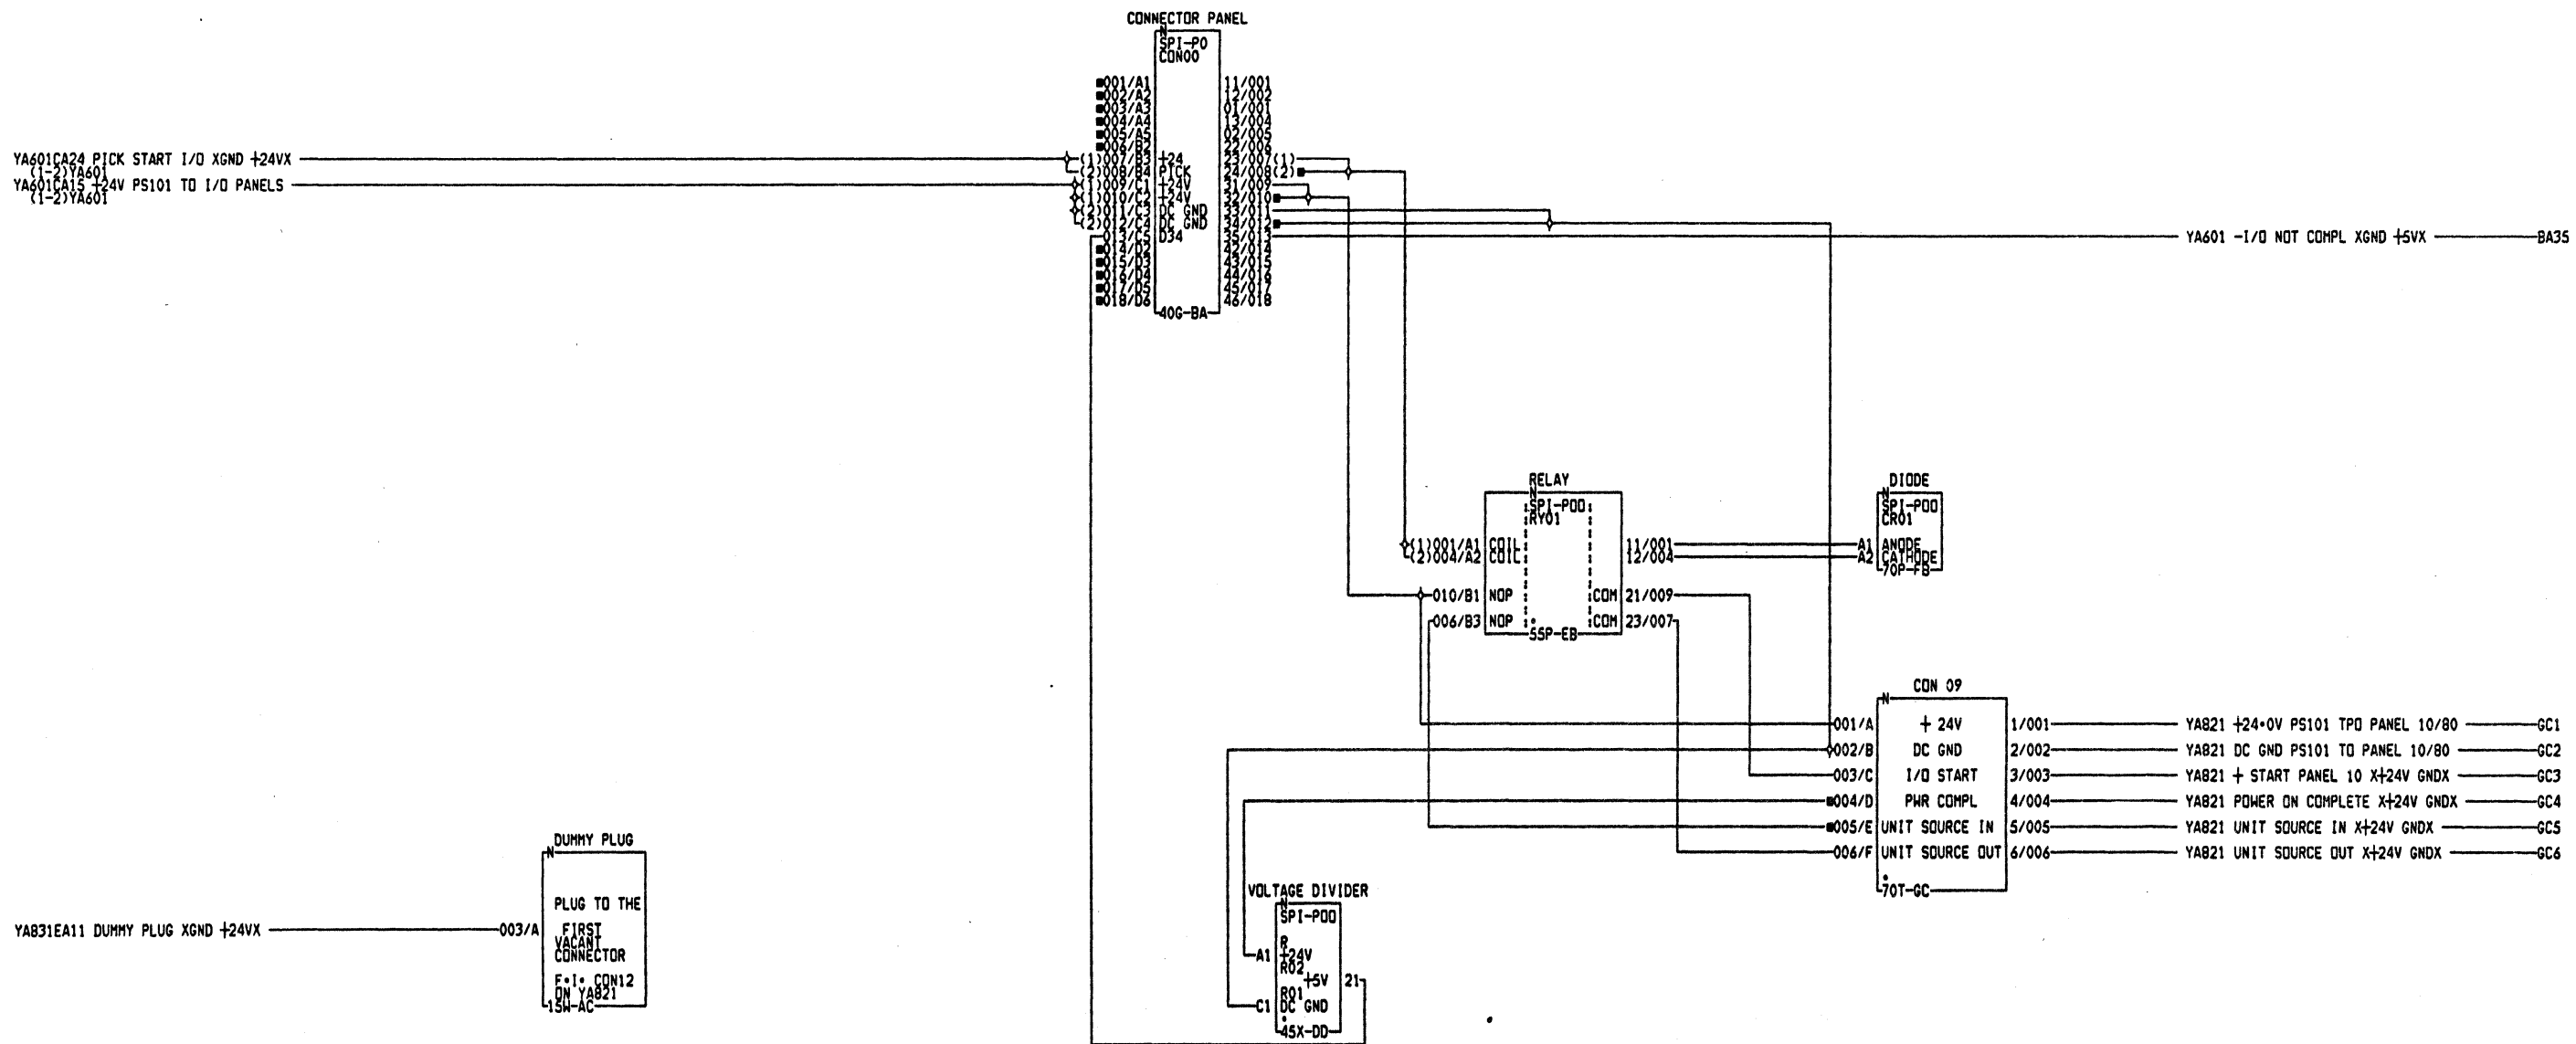 CONNECTOR PANEL
N
SPI-PO
CON00
001/A1 11/001
002/A2 12/002
003/A3 01/001
004/A4 13/004
005/A5 02/005
006/B2 22/006
YA601CA24 PICK START I/O XGND +24VX (1)007/B3 +24 23/007(1)
(1-2)YA601 (2)008/B4 PICK 24/008(2)
YA601CA15 +24V PS101 TO I/O PANELS (1)009/C1 +24V 31/009
(1-2)YA601 (1)010/C2 +24V 32/010
(2)011/C3 DC GND 33/011
(2)012/C4 DC GND 34/012
013/C5 D34 35/013 YA601 -I/O NOT COMPL XGND +5VX BA35
014/D2 42/014
015/D3 43/015
016/D4 44/016
017/D5 45/017
018/D6 46/018
40G-BA
RELAY
N
SPI-POO
RY01
(1)001/A1 COIL 11/001
(2)004/A2 COIL 12/004
010/B1 NOP COM 21/009
006/B3 NOP COM 23/007
55P-EB
DIODE
N
SPI-POO
CR01
A1 ANODE
A2 CATHODE
70P-FB
CON 09
N
001/A + 24V 1/001 YA821 +24.0V PS101 TPO PANEL 10/80 GC1
002/B DC GND 2/002 YA821 DC GND PS101 TO PANEL 10/80 GC2
003/C I/O START 3/003 YA821 + START PANEL 10 X+24V GNDX GC3
004/D PWR COMPL 4/004 YA821 POWER ON COMPLETE X+24V GNDX GC4
005/E UNIT SOURCE IN 5/005 YA821 UNIT SOURCE IN X+24V GNDX GC5
006/F UNIT SOURCE OUT 6/006 YA821 UNIT SOURCE OUT X+24V GNDX GC6
70T-GC
DUMMY PLUG
N
PLUG TO THE
YA831EA11 DUMMY PLUG XGND +24VX 003/A FIRST
VACANT
CONNECTOR
F.I. CON12
ON YA821
15W-AC
VOLTAGE DIVIDER
N
SPI-POO
R
A1 +24V
R02
+5V 21
R01
C1 DC GND
45X-DD